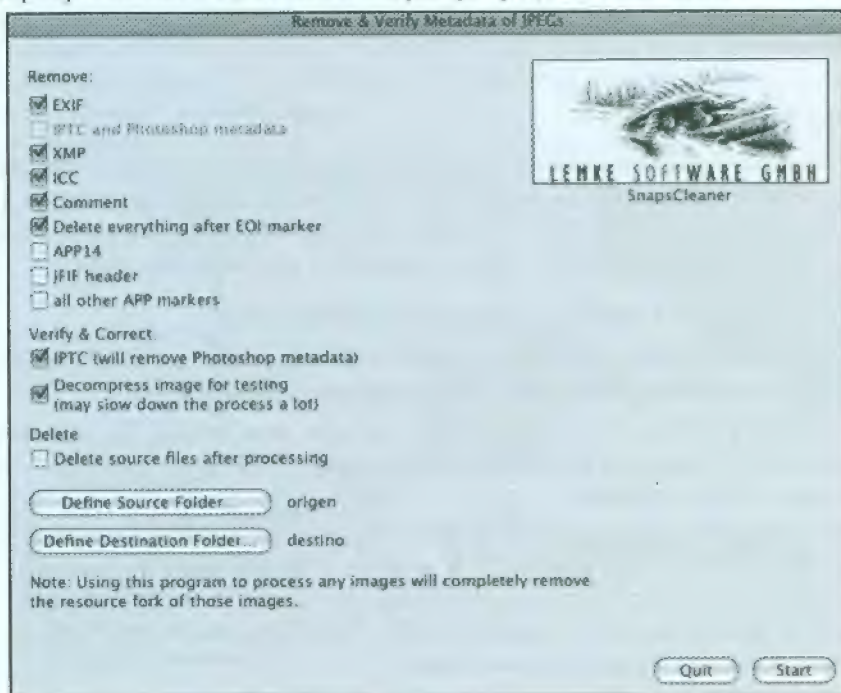 Remove & Verify Metadata of JPEGs
Remove:
EXIF
IPTC and Photoshop metadata
XMP
ICC
Comment
Delete everything after EOI marker
APP14
JFIF header
all other APP markers
LEMKE SOFTWARE GMBH
SnapsCleaner
Verify & Correct
IPTC (will remove Photoshop metadata)
Decompress image for testing
(may slow down the process a lot)
Delete
Delete source files after processing
Define Source Folder... origen
Define Destination Folder... destino
Note: Using this program to process any images will completely remove
the resource fork of those images.
Quit Start